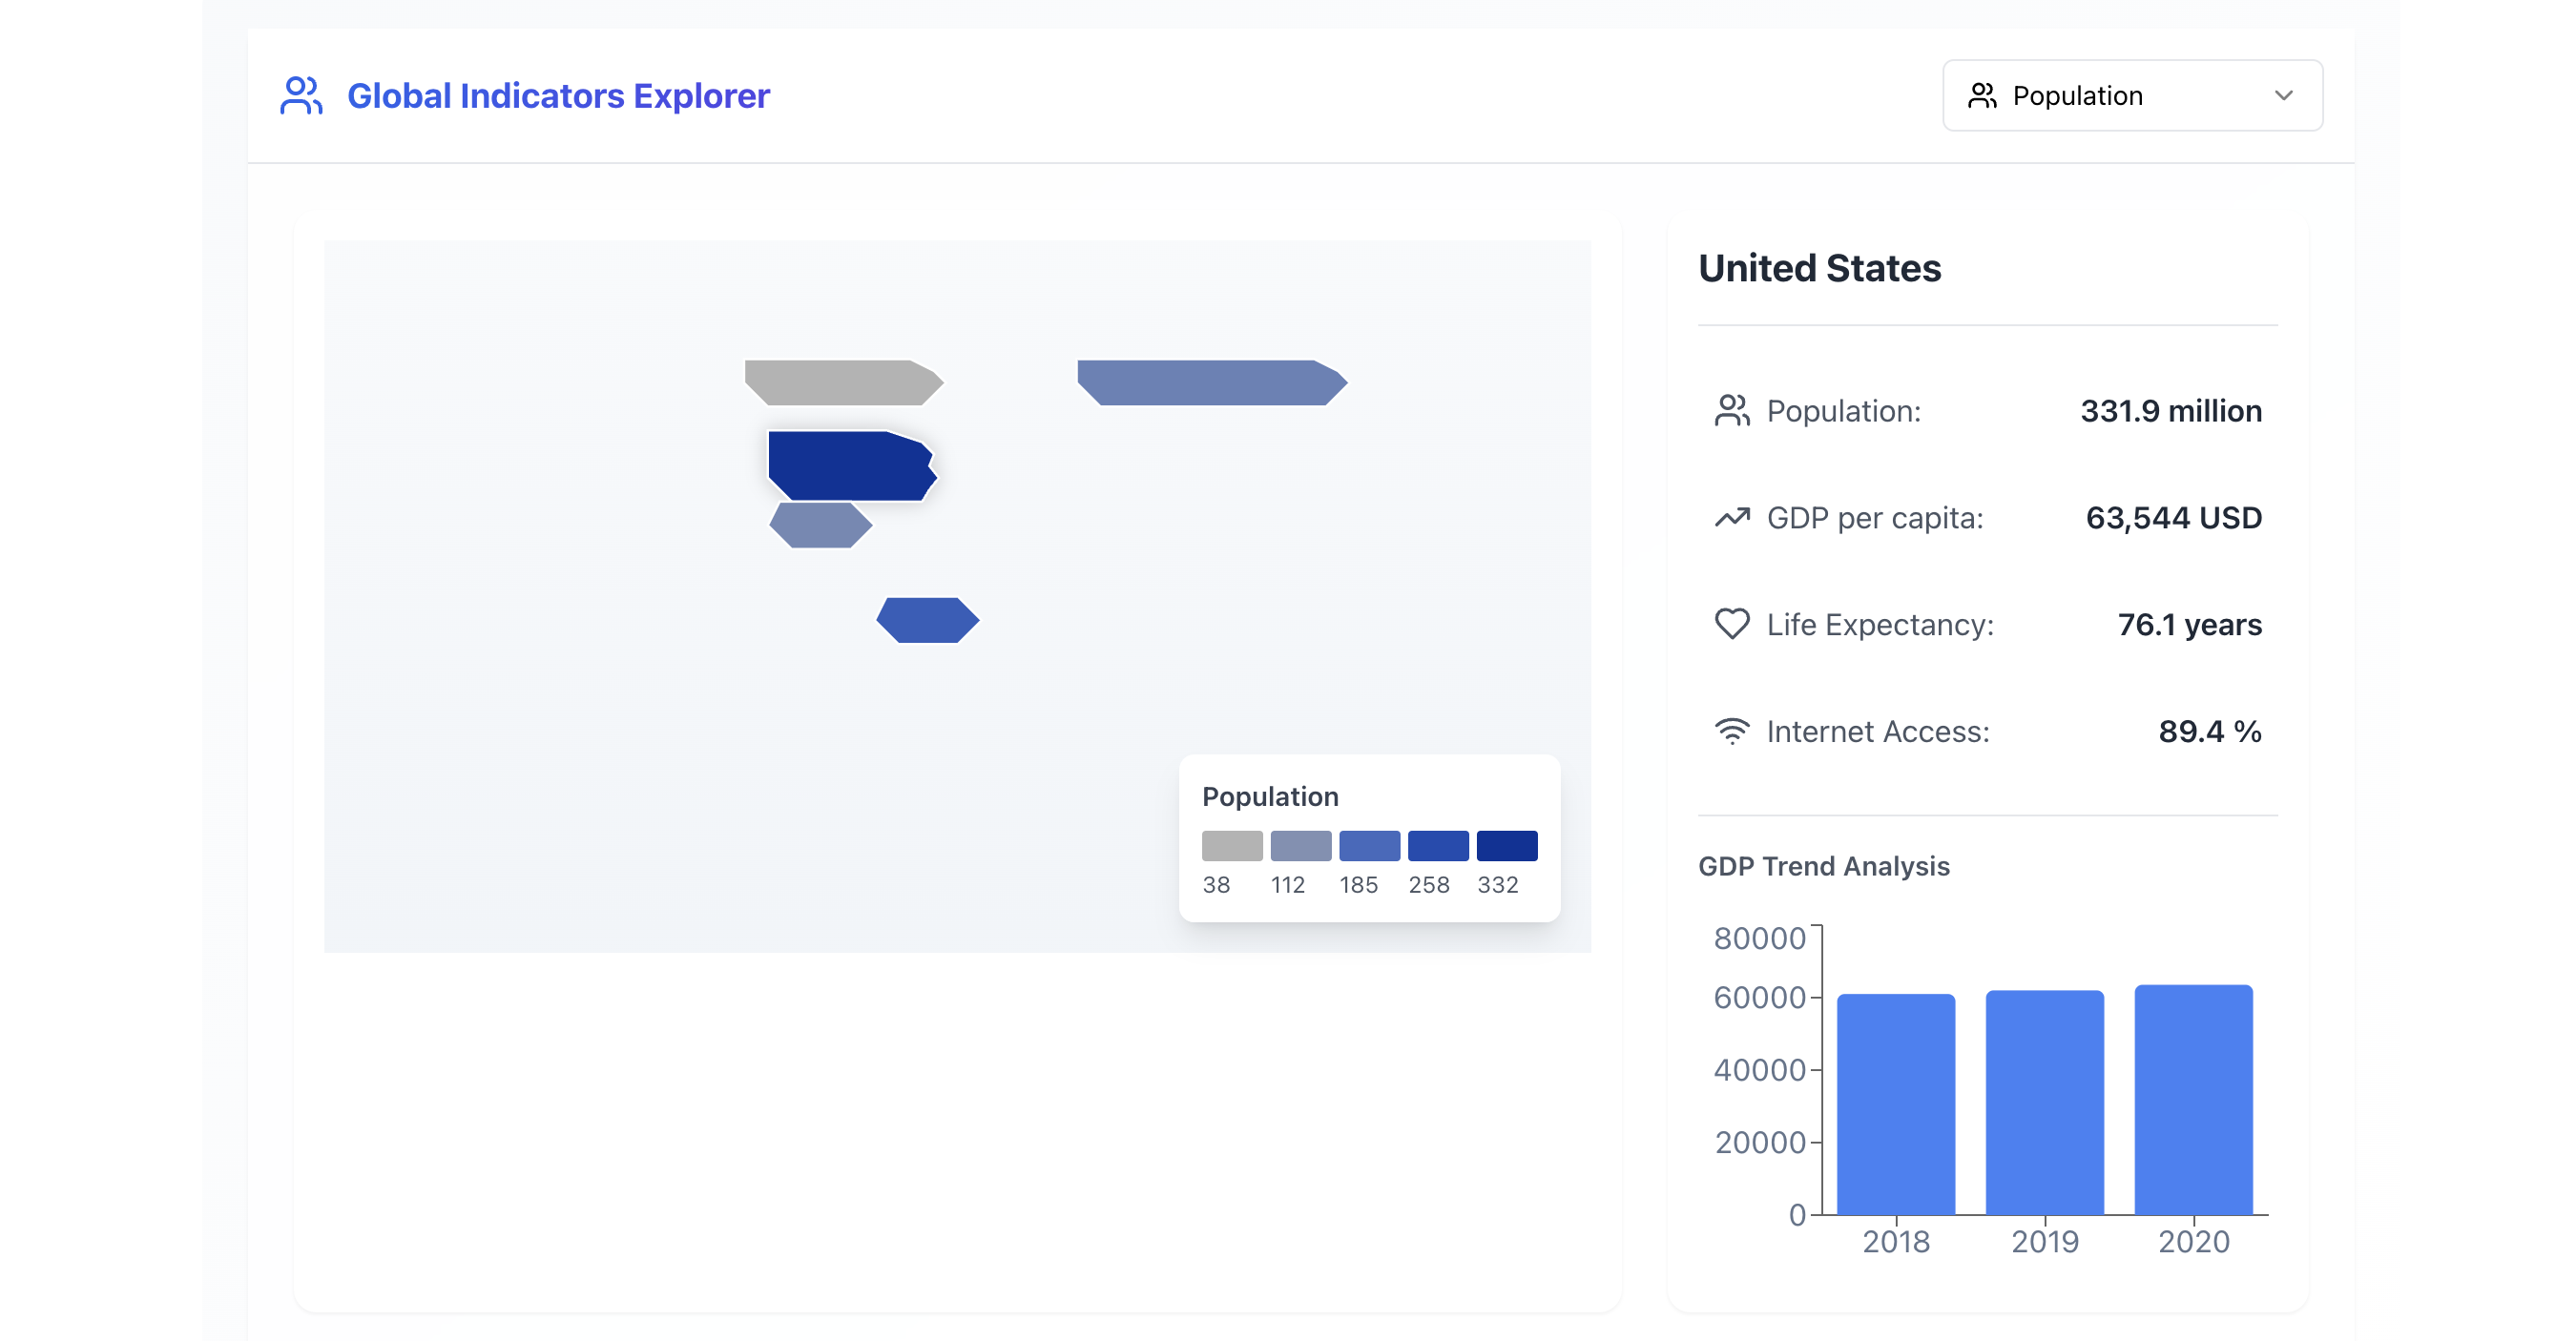 Global Indicators Explorer
Population
United States
Population: 331.9 million
GDP per capita: 63,544 USD
Life Expectancy: 76.1 years
Internet Access: 89.4 %
Population
38 112 185 258 332
GDP Trend Analysis
80000
60000
40000
20000
0
2018 2019 2020